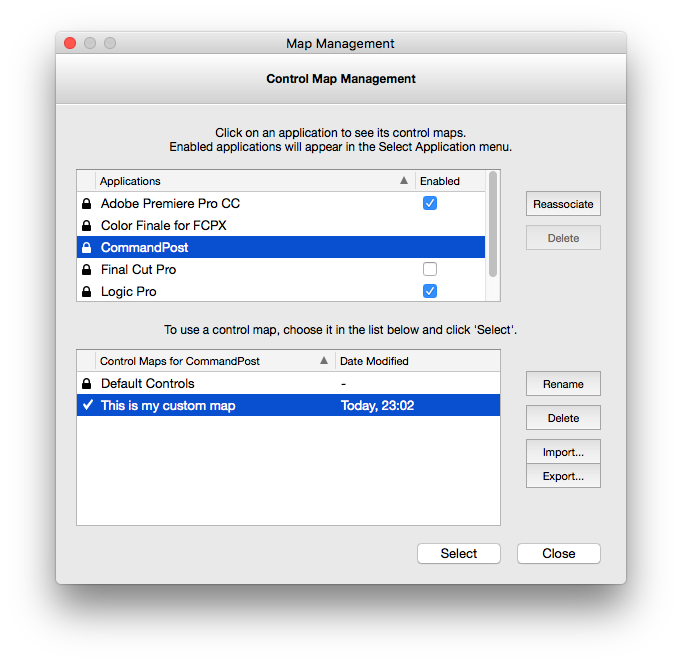 Map Management
Control Map Management
Click on an application to see its control maps.
Enabled applications will appear in the Select Application menu.
Applications Enabled
Adobe Premiere Pro CC
Color Finale for FCPX
CommandPost
Final Cut Pro
Logic Pro
Reassociate
Delete
To use a control map, choose it in the list below and click 'Select'.
Control Maps for CommandPost Date Modified
Default Controls -
This is my custom map Today, 23:02
Rename
Delete
Import...
Export...
Select Close